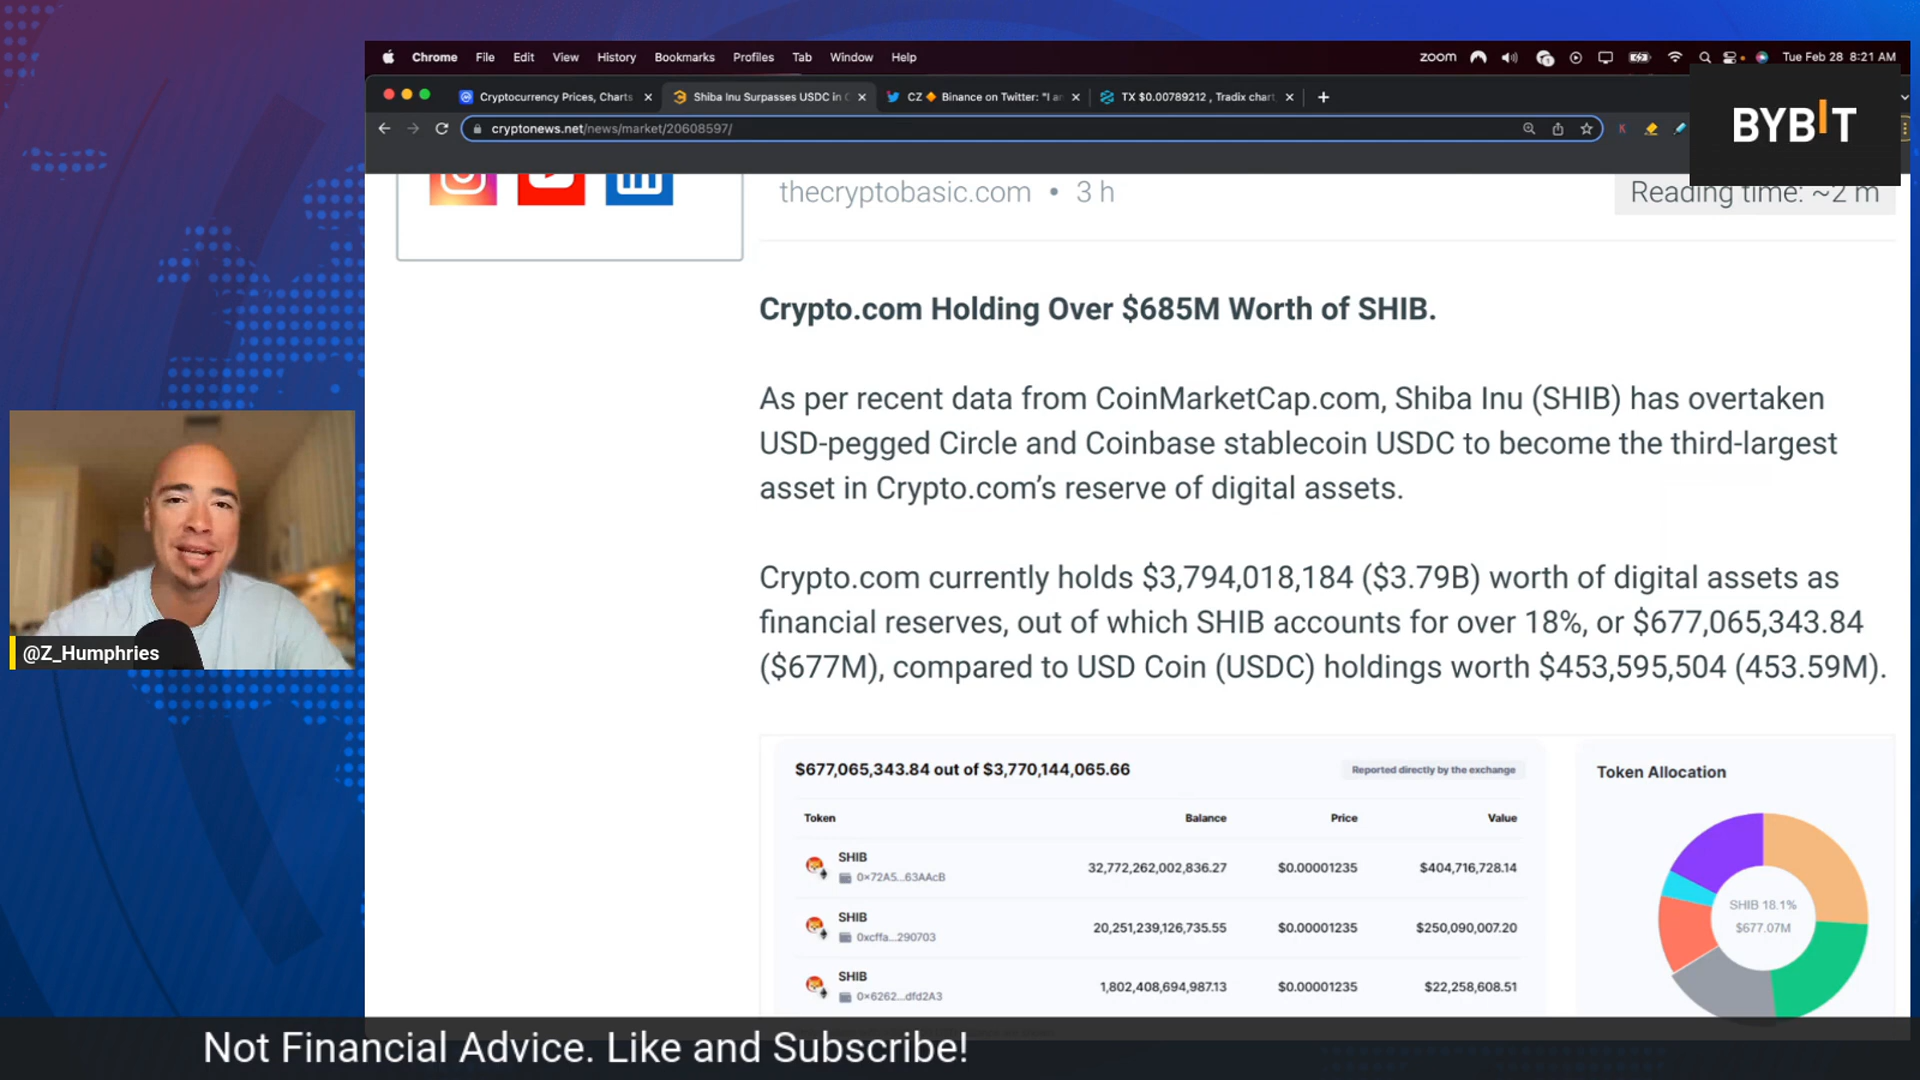 Chrome File Edit View History Bookmarks Profiles Tab Window Help
zoom Tue Feb 28 8:21 AM
Cryptocurrency Prices, Charts
Shiba Inu Surpasses USDC in C
CZ 🔶 Binance on Twitter: "I a
TX $0.00789212 , Tradix chart
cryptonews.net/news/market/20608597/
BYBIT
thecryptobasic.com • 3 h
Reading time: ~2 m
Crypto.com Holding Over $685M Worth of SHIB.
As per recent data from CoinMarketCap.com, Shiba Inu (SHIB) has overtaken
USD-pegged Circle and Coinbase stablecoin USDC to become the third-largest
asset in Crypto.com’s reserve of digital assets.
Crypto.com currently holds $3,794,018,184 ($3.79B) worth of digital assets as
financial reserves, out of which SHIB accounts for over 18%, or $677,065,343.84
($677M), compared to USD Coin (USDC) holdings worth $453,595,504 (453.59M).
@Z_Humphries
$677,065,343.84 out of $3,770,144,065.66
Reported directly by the exchange
Token Balance Price Value
SHIB
0x72A5...63AAcB
32,772,262,002,836.27 $0.00001235 $404,716,728.14
SHIB
0xcffa...290703
20,251,239,126,735.55 $0.00001235 $250,090,007.20
SHIB
0x6262...dfd2A3
1,802,408,694,987.13 $0.00001235 $22,258,608.51
Token Allocation
SHIB 18.1%
$677.07M
Not Financial Advice. Like and Subscribe!